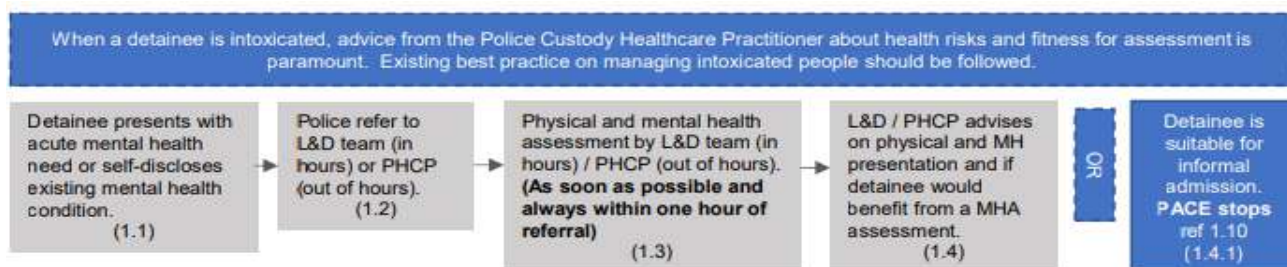 When a detainee is intoxicated, advice from the Police Custody Healthcare Practitioner about health risks and fitness for assessment is
paramount.  Existing best practice on managing intoxicated people should be followed.
Detainee presents with
acute mental health
need or self-discloses
existing mental health
condition.
(1.1)
Police refer to
L&D team (in
hours) or PHCP
(out of hours).
(1.2)
Physical and mental health
assessment by L&D team (in
hours) / PHCP (out of hours).
(As soon as possible and
always within one hour of
referral)
(1.3)
L&D / PHCP advises
on physical and MH
presentation and if
detainee would
benefit from a MHA
assessment.
(1.4)
OR
Detainee is
suitable for
informal
admission.
PACE stops
ref 1.10
(1.4.1)